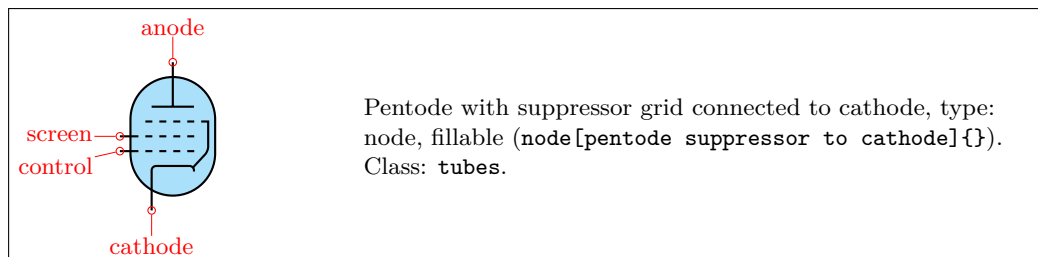 anode
screen
control
cathode
Pentode with suppressor grid connected to cathode, type:
node, fillable (node[pentode suppressor to cathode]{}).
Class: tubes.